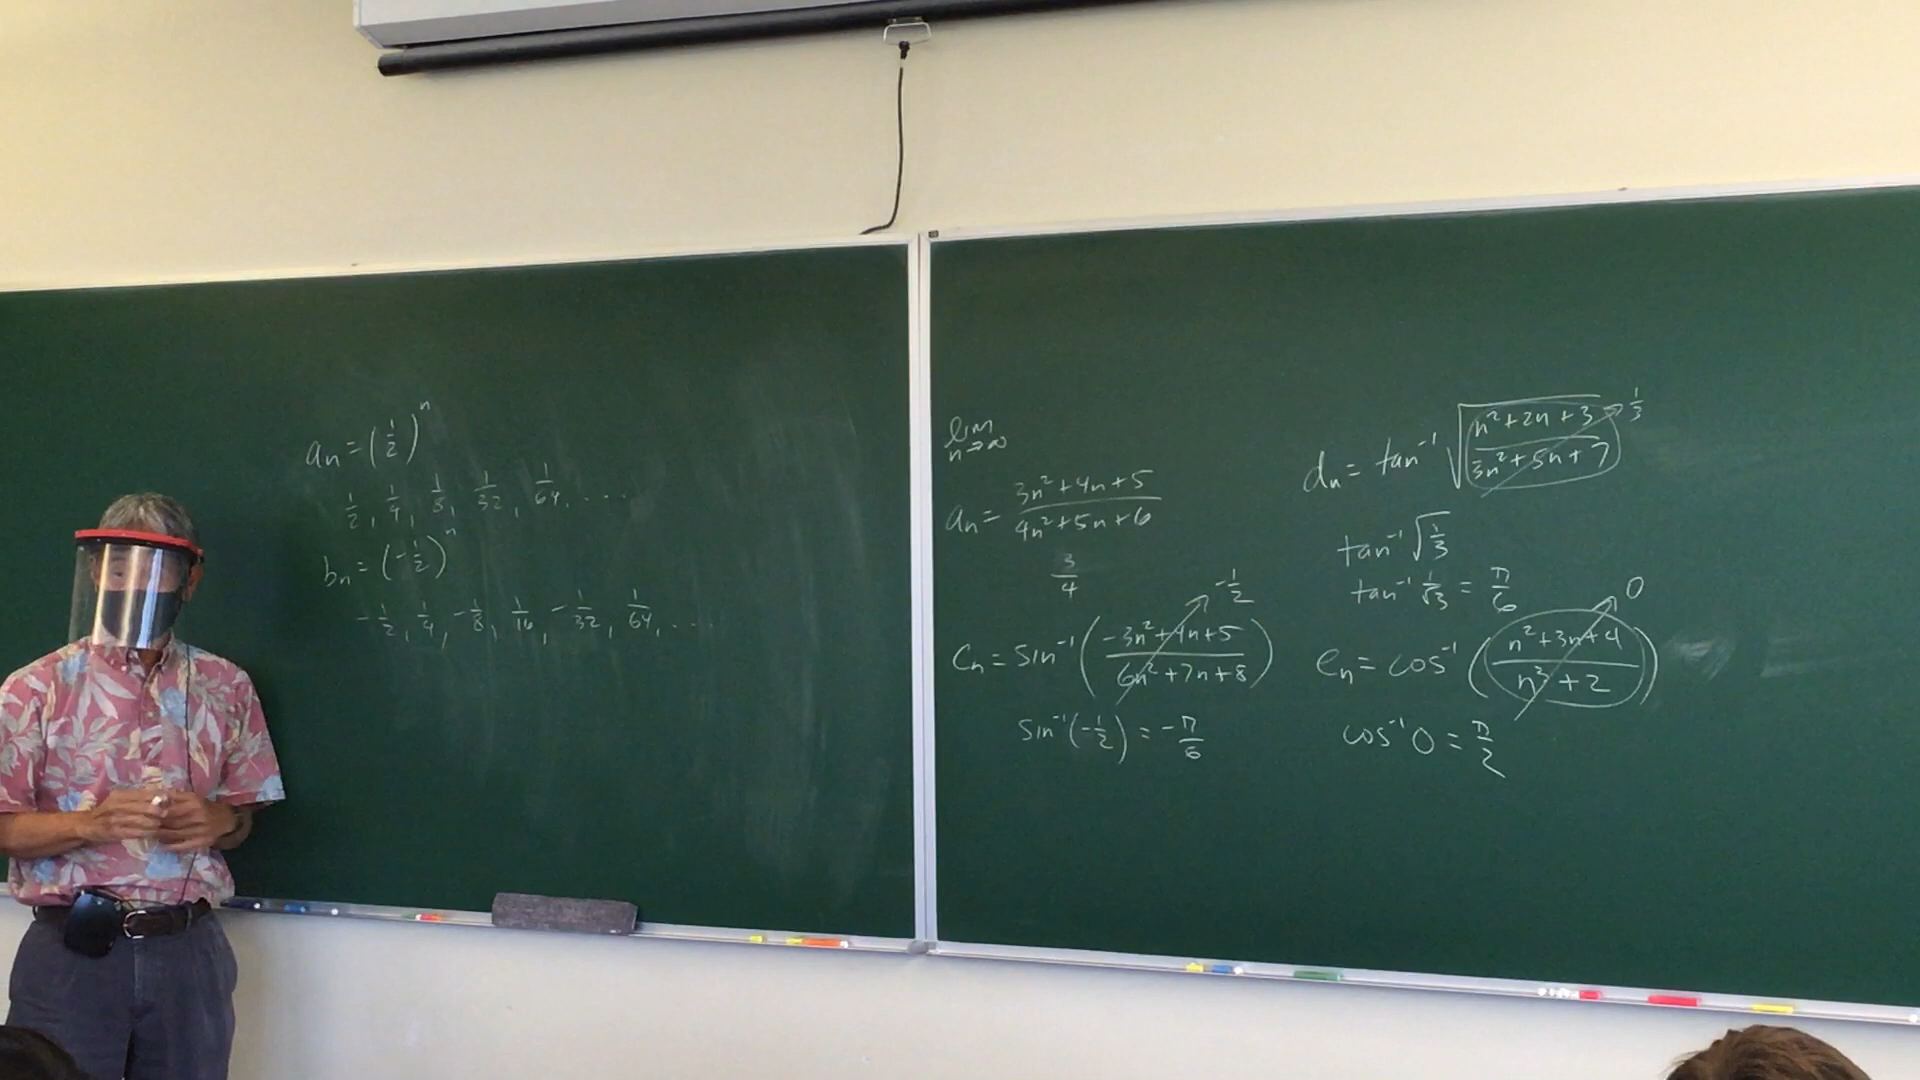 aₙ = (1/2)ⁿ
1/2, 1/4, 1/8, 1/32, 1/64, ...
bₙ = (-1/2)ⁿ
-1/2, 1/4, -1/8, 1/16, -1/32, 1/64, ...
lim n→∞
aₙ = (3n²+4n+5)/(4n²+5n+6)
3/4
cₙ = sin⁻¹((-3n²+4n+5)/(6n²+7n+8)) → -1/2
sin⁻¹(-1/2) = -π/6
dₙ = tan⁻¹ √((n²+2n+3)/(3n²+5n+7)) → 1/3
tan⁻¹ √(1/3)
tan⁻¹ 1/√3 = π/6
eₙ = cos⁻¹((n²+3n+4)/(n³+2)) → 0
cos⁻¹ 0 = π/2